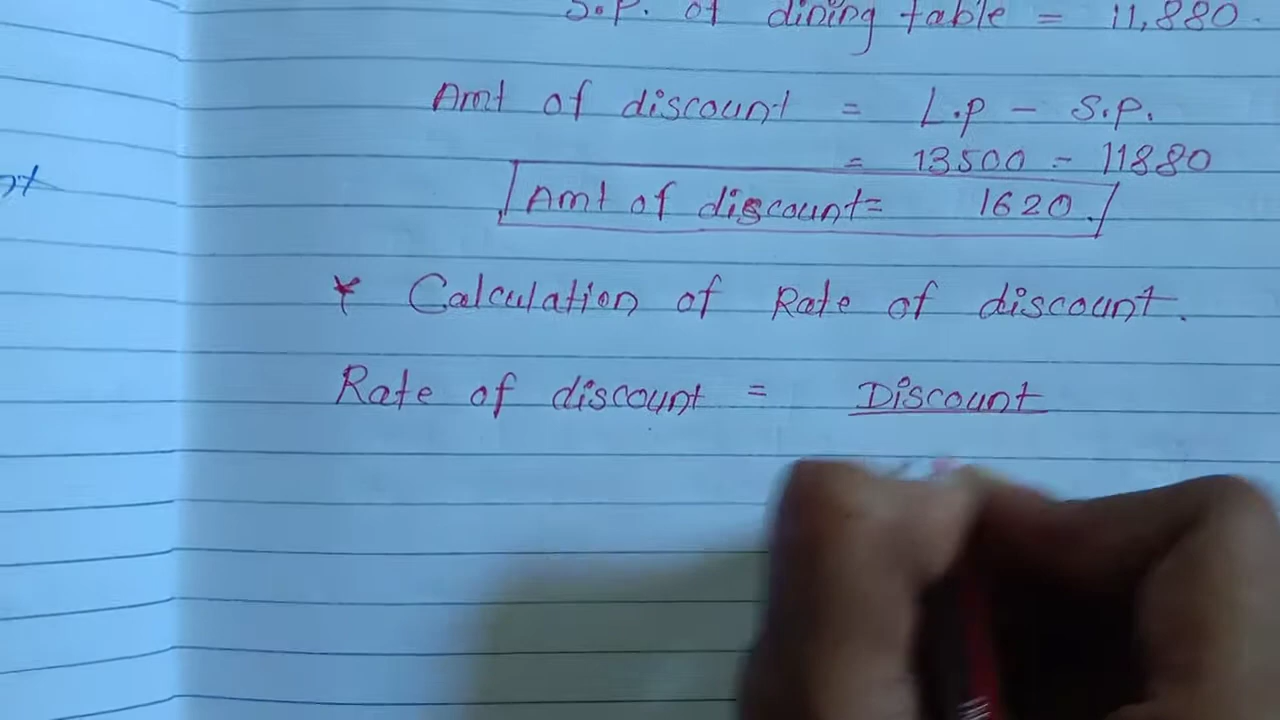 S.P. of dining table = 11,880.
Amt of discount = L.p - S.p.
= 13500 - 11880
Amt of discount = 1620.
* Calculation of Rate of discount.
Rate of discount = Discount